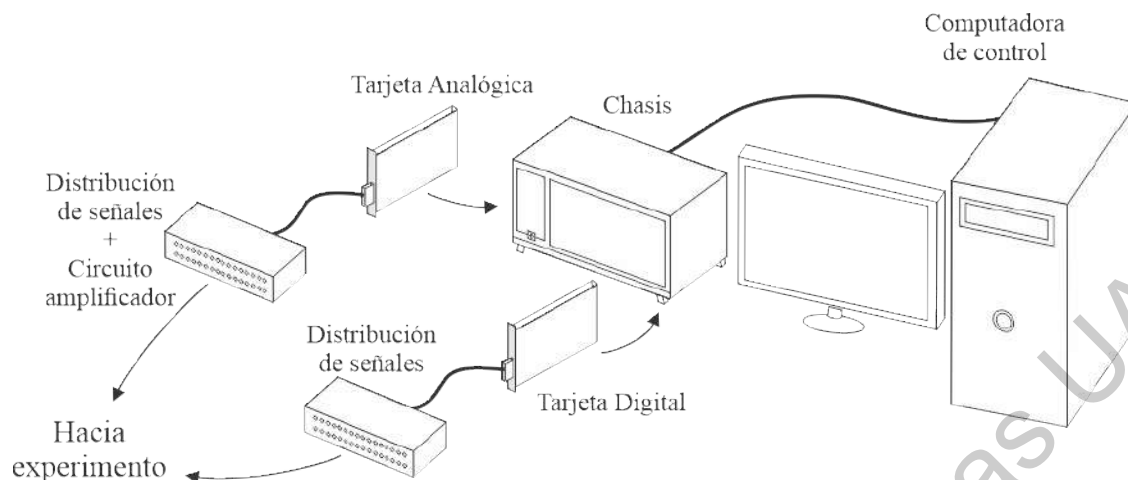 Computadora
de control
Tarjeta Analógica
Chasis
Distribución
de señales
+
Circuito
amplificador
Distribución
de señales
Tarjeta Digital
Hacia
experimento